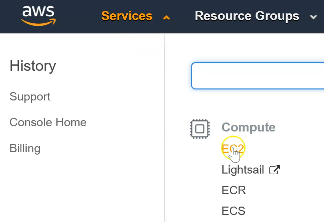 aws Services Resource Groups
History
Support
Console Home
Billing
Compute
EC2
Lightsail
ECR
ECS